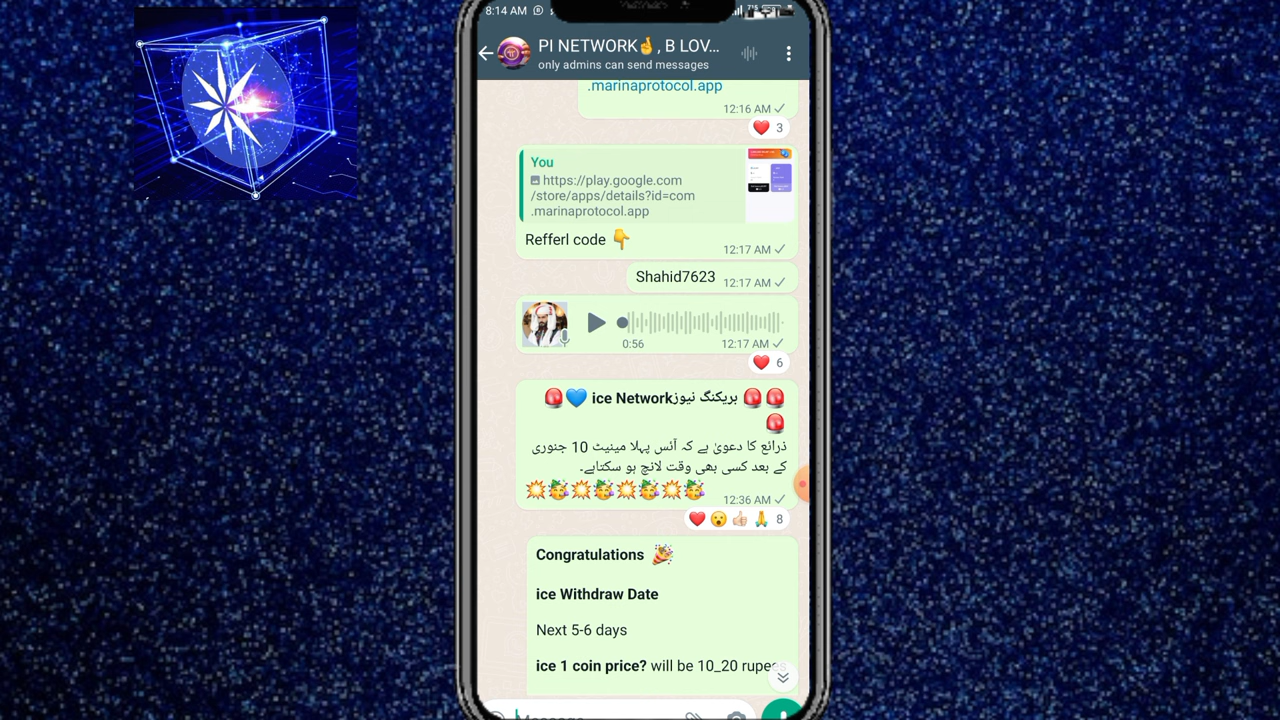 8:14 AM
PI NETWORK🤞, B LOV...
only admins can send messages
.marinaprotocol.app
12:16 AM
3
You
https://play.google.com
/store/apps/details?id=com
.marinaprotocol.app
Refferl code 👇
12:17 AM
Shahid7623
12:17 AM
0:56
12:17 AM
6
🚨🚨 بریکنگ نیوزice Network 💙🚨
🚨
ذرائع کا دعویٰ ہے کہ آئس پہلا مینیٹ 10 جنوری
کے بعد کسی بھی وقت لانچ ہو سکتاہے۔
💥🥳💥🥳💥🥳💥🥳
12:36 AM
8
Congratulations 🎉
ice Withdraw Date
Next 5-6 days
ice 1 coin price? will be 10_20 rupees
Message